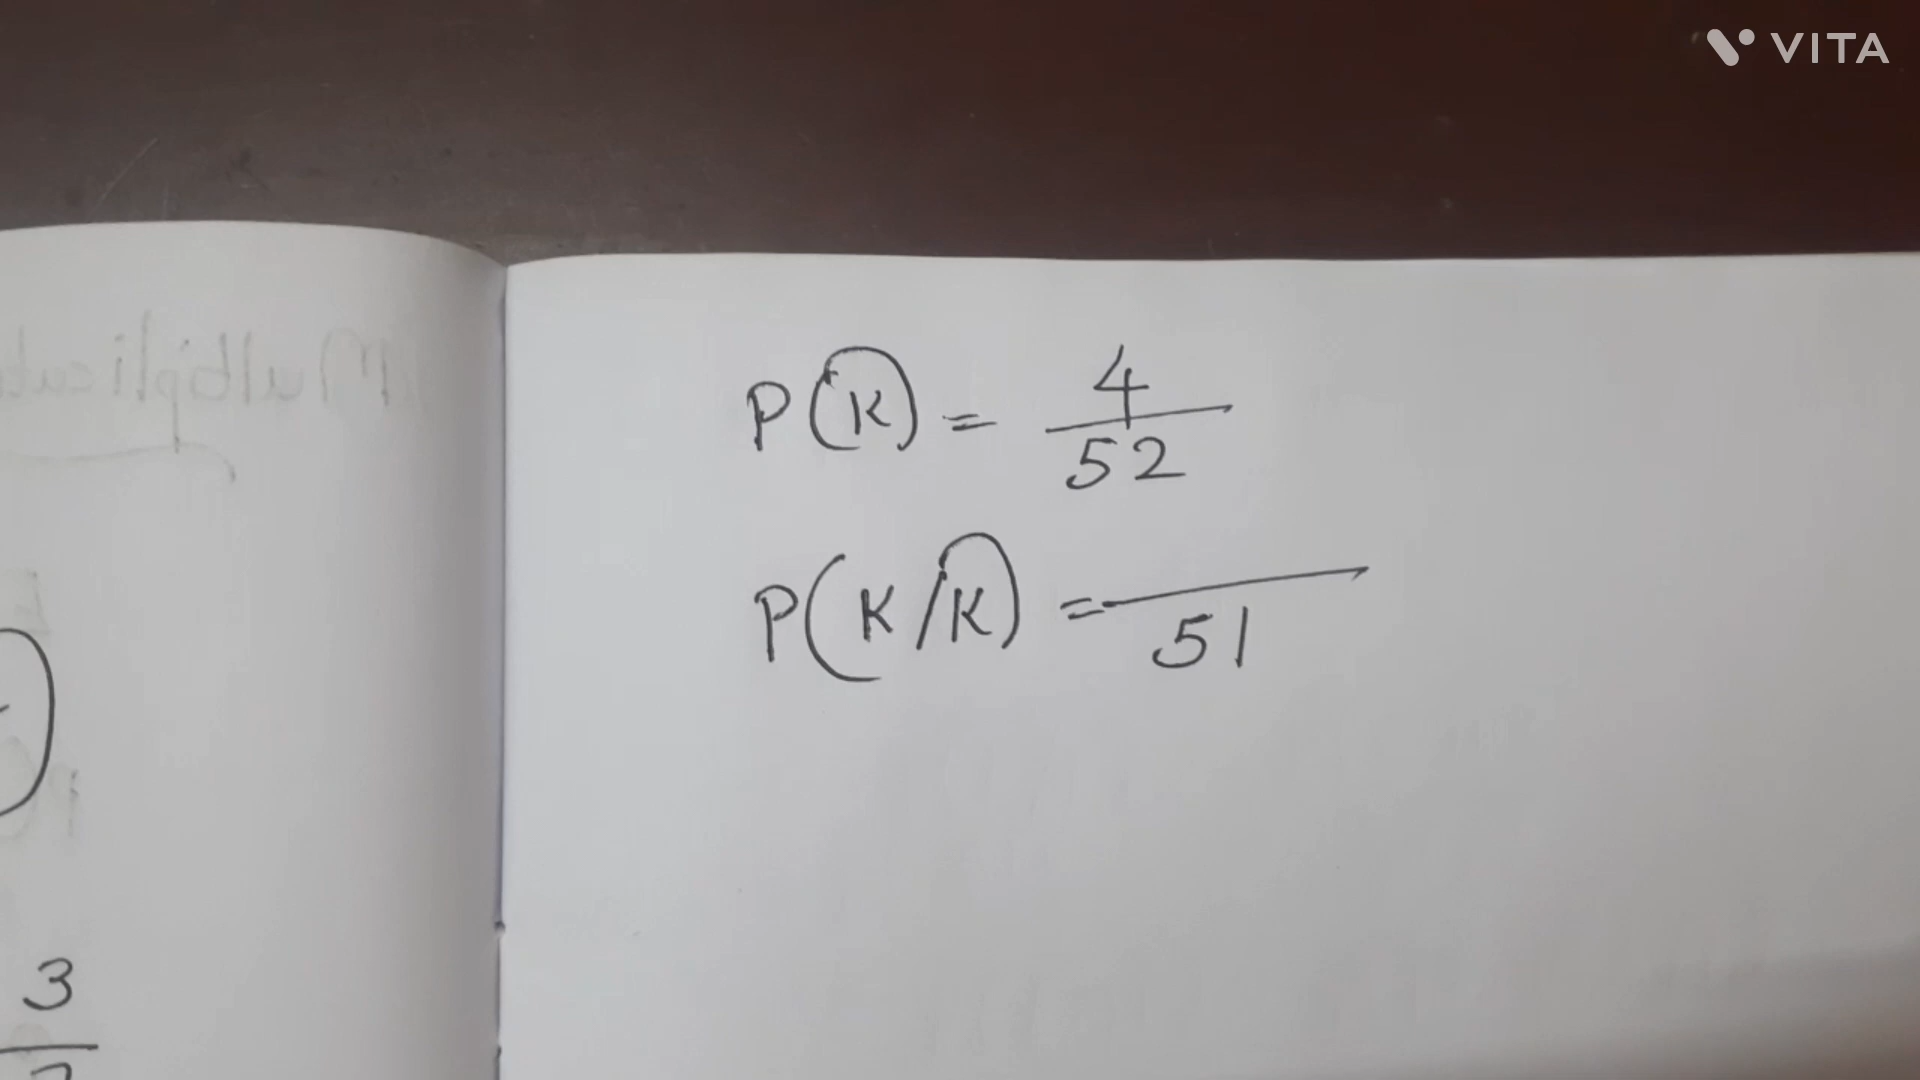 VITA
P(K) = 4/52
P(K/K) = /51
3